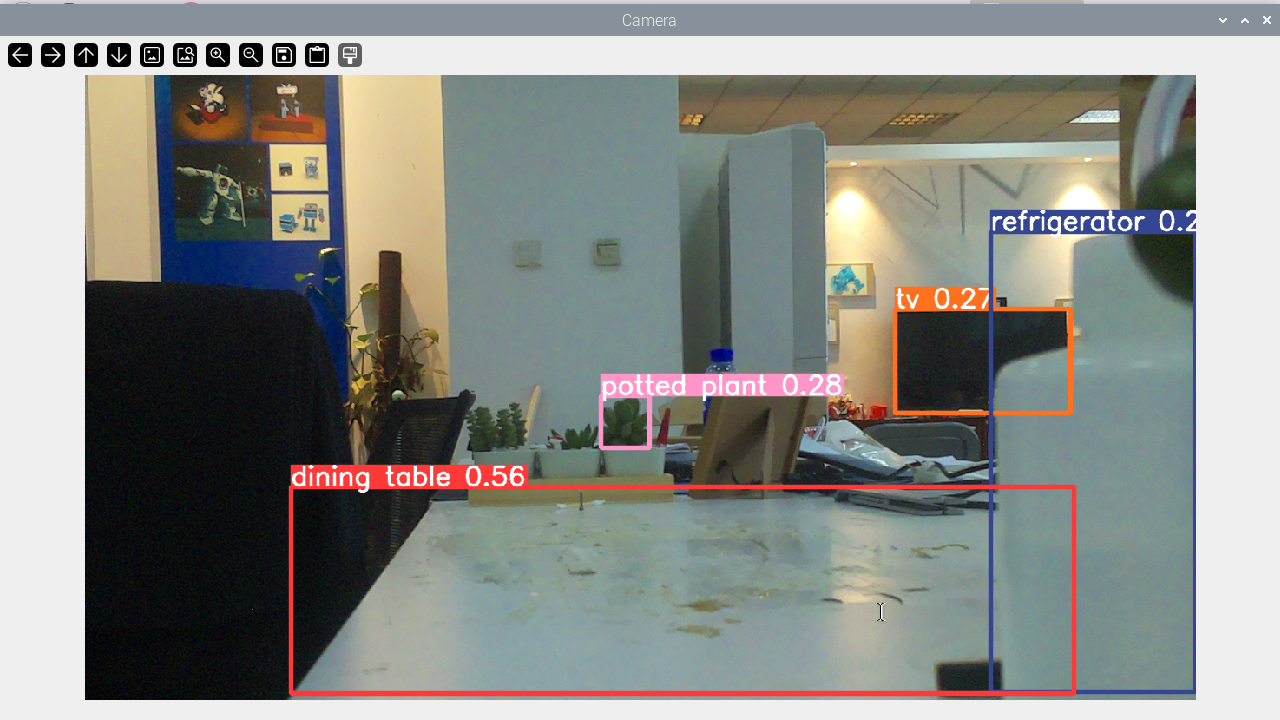 Camera
refrigerator 0.2
tv 0.27
potted plant 0.28
dining table 0.56